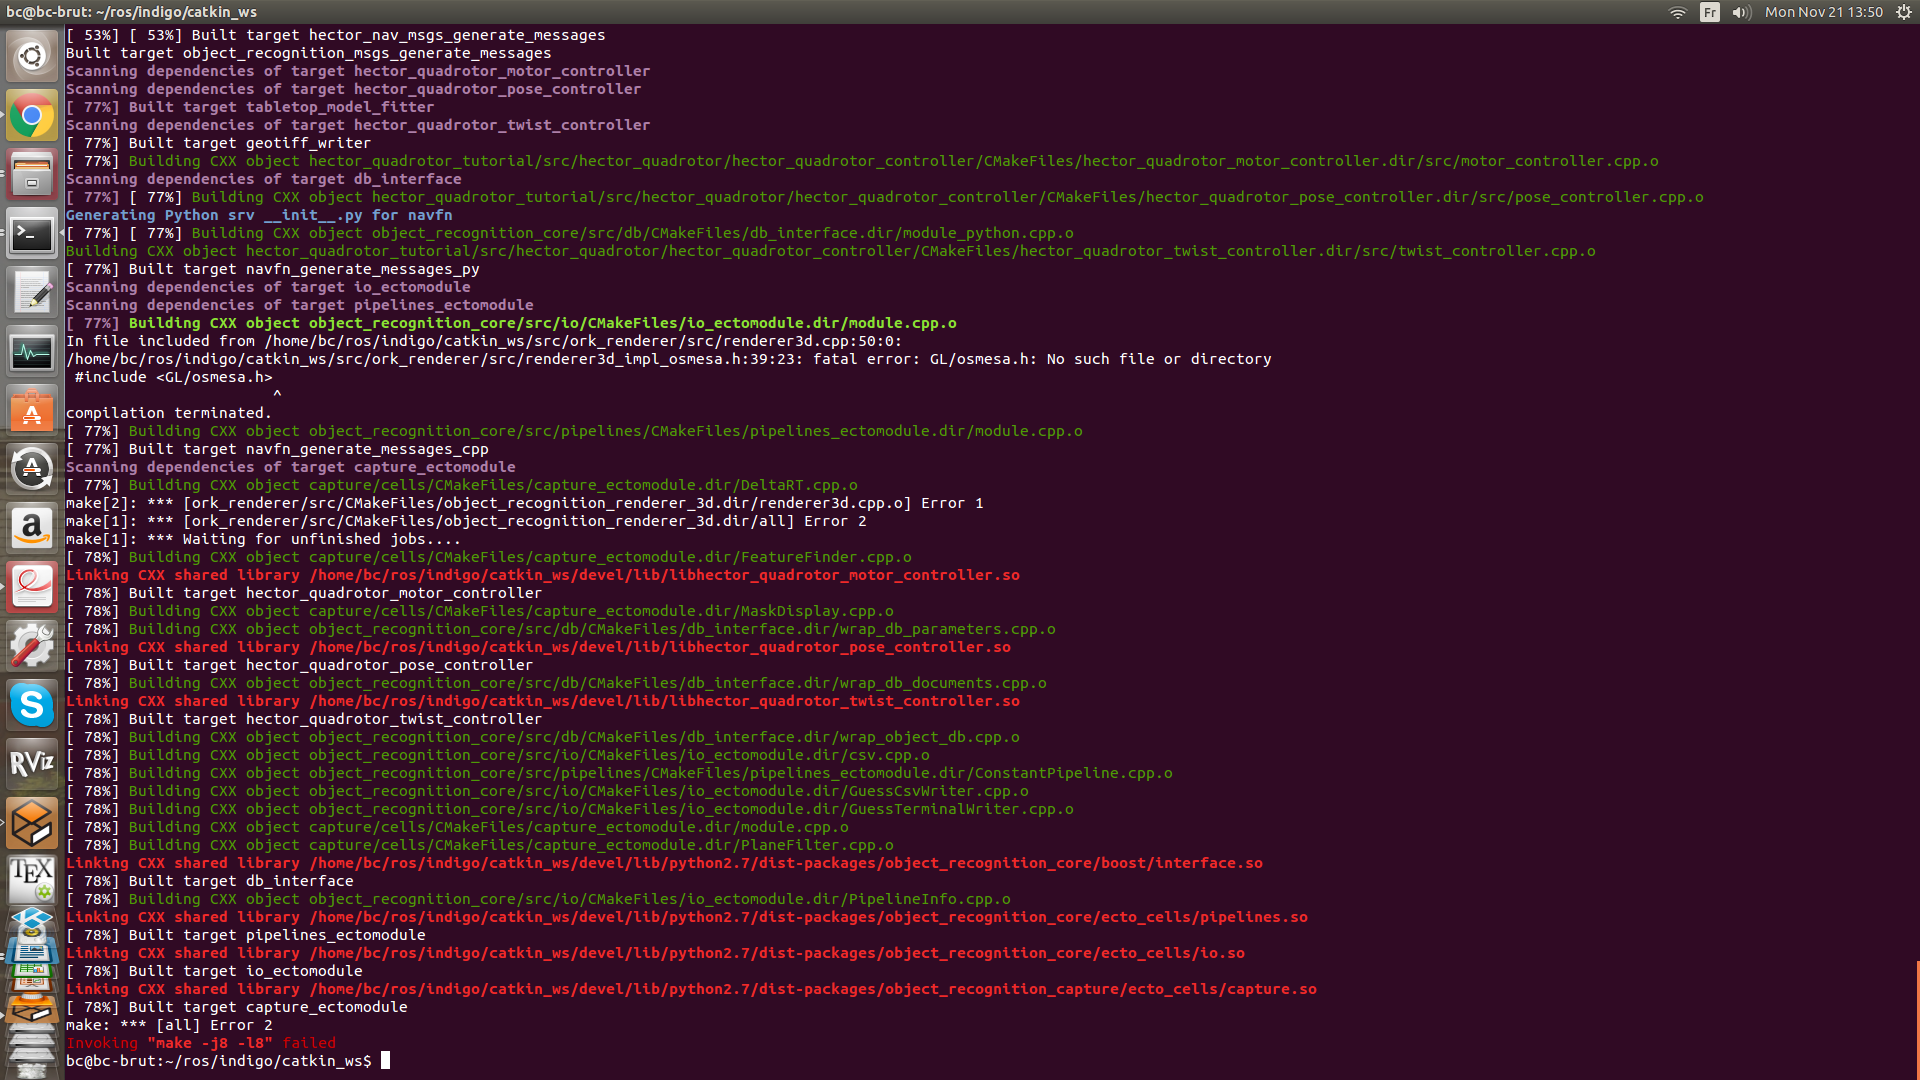 bc@bc-brut: ~/ros/indigo/catkin_ws
Fr
Mon Nov 21 13:50
[ 53%] [ 53%] Built target hector_nav_msgs_generate_messages
Built target object_recognition_msgs_generate_messages
Scanning dependencies of target hector_quadrotor_motor_controller
Scanning dependencies of target hector_quadrotor_pose_controller
[ 77%] Built target tabletop_model_fitter
Scanning dependencies of target hector_quadrotor_twist_controller
[ 77%] Built target geotiff_writer
[ 77%] Building CXX object hector_quadrotor_tutorial/src/hector_quadrotor/hector_quadrotor_controller/CMakeFiles/hector_quadrotor_motor_controller.dir/src/motor_controller.cpp.o
Scanning dependencies of target db_interface
[ 77%] [ 77%] Building CXX object hector_quadrotor_tutorial/src/hector_quadrotor/hector_quadrotor_controller/CMakeFiles/hector_quadrotor_pose_controller.dir/src/pose_controller.cpp.o
Generating Python srv __init__.py for navfn
[ 77%] [ 77%] Building CXX object object_recognition_core/src/db/CMakeFiles/db_interface.dir/module_python.cpp.o
Building CXX object hector_quadrotor_tutorial/src/hector_quadrotor/hector_quadrotor_controller/CMakeFiles/hector_quadrotor_twist_controller.dir/src/twist_controller.cpp.o
[ 77%] Built target navfn_generate_messages_py
Scanning dependencies of target io_ectomodule
Scanning dependencies of target pipelines_ectomodule
[ 77%] Building CXX object object_recognition_core/src/io/CMakeFiles/io_ectomodule.dir/module.cpp.o
In file included from /home/bc/ros/indigo/catkin_ws/src/ork_renderer/src/renderer3d.cpp:50:0:
/home/bc/ros/indigo/catkin_ws/src/ork_renderer/src/renderer3d_impl_osmesa.h:39:23: fatal error: GL/osmesa.h: No such file or directory
 #include <GL/osmesa.h>
^
compilation terminated.
[ 77%] Building CXX object object_recognition_core/src/pipelines/CMakeFiles/pipelines_ectomodule.dir/module.cpp.o
[ 77%] Built target navfn_generate_messages_cpp
Scanning dependencies of target capture_ectomodule
[ 77%] Building CXX object capture/cells/CMakeFiles/capture_ectomodule.dir/DeltaRT.cpp.o
make[2]: *** [ork_renderer/src/CMakeFiles/object_recognition_renderer_3d.dir/renderer3d.cpp.o] Error 1
make[1]: *** [ork_renderer/src/CMakeFiles/object_recognition_renderer_3d.dir/all] Error 2
make[1]: *** Waiting for unfinished jobs....
[ 78%] Building CXX object capture/cells/CMakeFiles/capture_ectomodule.dir/FeatureFinder.cpp.o
Linking CXX shared library /home/bc/ros/indigo/catkin_ws/devel/lib/libhector_quadrotor_motor_controller.so
[ 78%] Built target hector_quadrotor_motor_controller
[ 78%] Building CXX object capture/cells/CMakeFiles/capture_ectomodule.dir/MaskDisplay.cpp.o
[ 78%] Building CXX object object_recognition_core/src/db/CMakeFiles/db_interface.dir/wrap_db_parameters.cpp.o
Linking CXX shared library /home/bc/ros/indigo/catkin_ws/devel/lib/libhector_quadrotor_pose_controller.so
[ 78%] Built target hector_quadrotor_pose_controller
[ 78%] Building CXX object object_recognition_core/src/db/CMakeFiles/db_interface.dir/wrap_db_documents.cpp.o
Linking CXX shared library /home/bc/ros/indigo/catkin_ws/devel/lib/libhector_quadrotor_twist_controller.so
[ 78%] Built target hector_quadrotor_twist_controller
[ 78%] Building CXX object object_recognition_core/src/db/CMakeFiles/db_interface.dir/wrap_object_db.cpp.o
[ 78%] Building CXX object object_recognition_core/src/io/CMakeFiles/io_ectomodule.dir/csv.cpp.o
[ 78%] Building CXX object object_recognition_core/src/pipelines/CMakeFiles/pipelines_ectomodule.dir/ConstantPipeline.cpp.o
[ 78%] Building CXX object object_recognition_core/src/io/CMakeFiles/io_ectomodule.dir/GuessCsvWriter.cpp.o
[ 78%] Building CXX object object_recognition_core/src/io/CMakeFiles/io_ectomodule.dir/GuessTerminalWriter.cpp.o
[ 78%] Building CXX object capture/cells/CMakeFiles/capture_ectomodule.dir/module.cpp.o
[ 78%] Building CXX object capture/cells/CMakeFiles/capture_ectomodule.dir/PlaneFilter.cpp.o
Linking CXX shared library /home/bc/ros/indigo/catkin_ws/devel/lib/python2.7/dist-packages/object_recognition_core/boost/interface.so
[ 78%] Built target db_interface
[ 78%] Building CXX object object_recognition_core/src/io/CMakeFiles/io_ectomodule.dir/PipelineInfo.cpp.o
Linking CXX shared library /home/bc/ros/indigo/catkin_ws/devel/lib/python2.7/dist-packages/object_recognition_core/ecto_cells/pipelines.so
[ 78%] Built target pipelines_ectomodule
Linking CXX shared library /home/bc/ros/indigo/catkin_ws/devel/lib/python2.7/dist-packages/object_recognition_core/ecto_cells/io.so
[ 78%] Built target io_ectomodule
Linking CXX shared library /home/bc/ros/indigo/catkin_ws/devel/lib/python2.7/dist-packages/object_recognition_capture/ecto_cells/capture.so
[ 78%] Built target capture_ectomodule
make: *** [all] Error 2
Invoking "make -j8 -l8" failed
bc@bc-brut:~/ros/indigo/catkin_ws$
>_
A
A
a
S
RViz
TEX